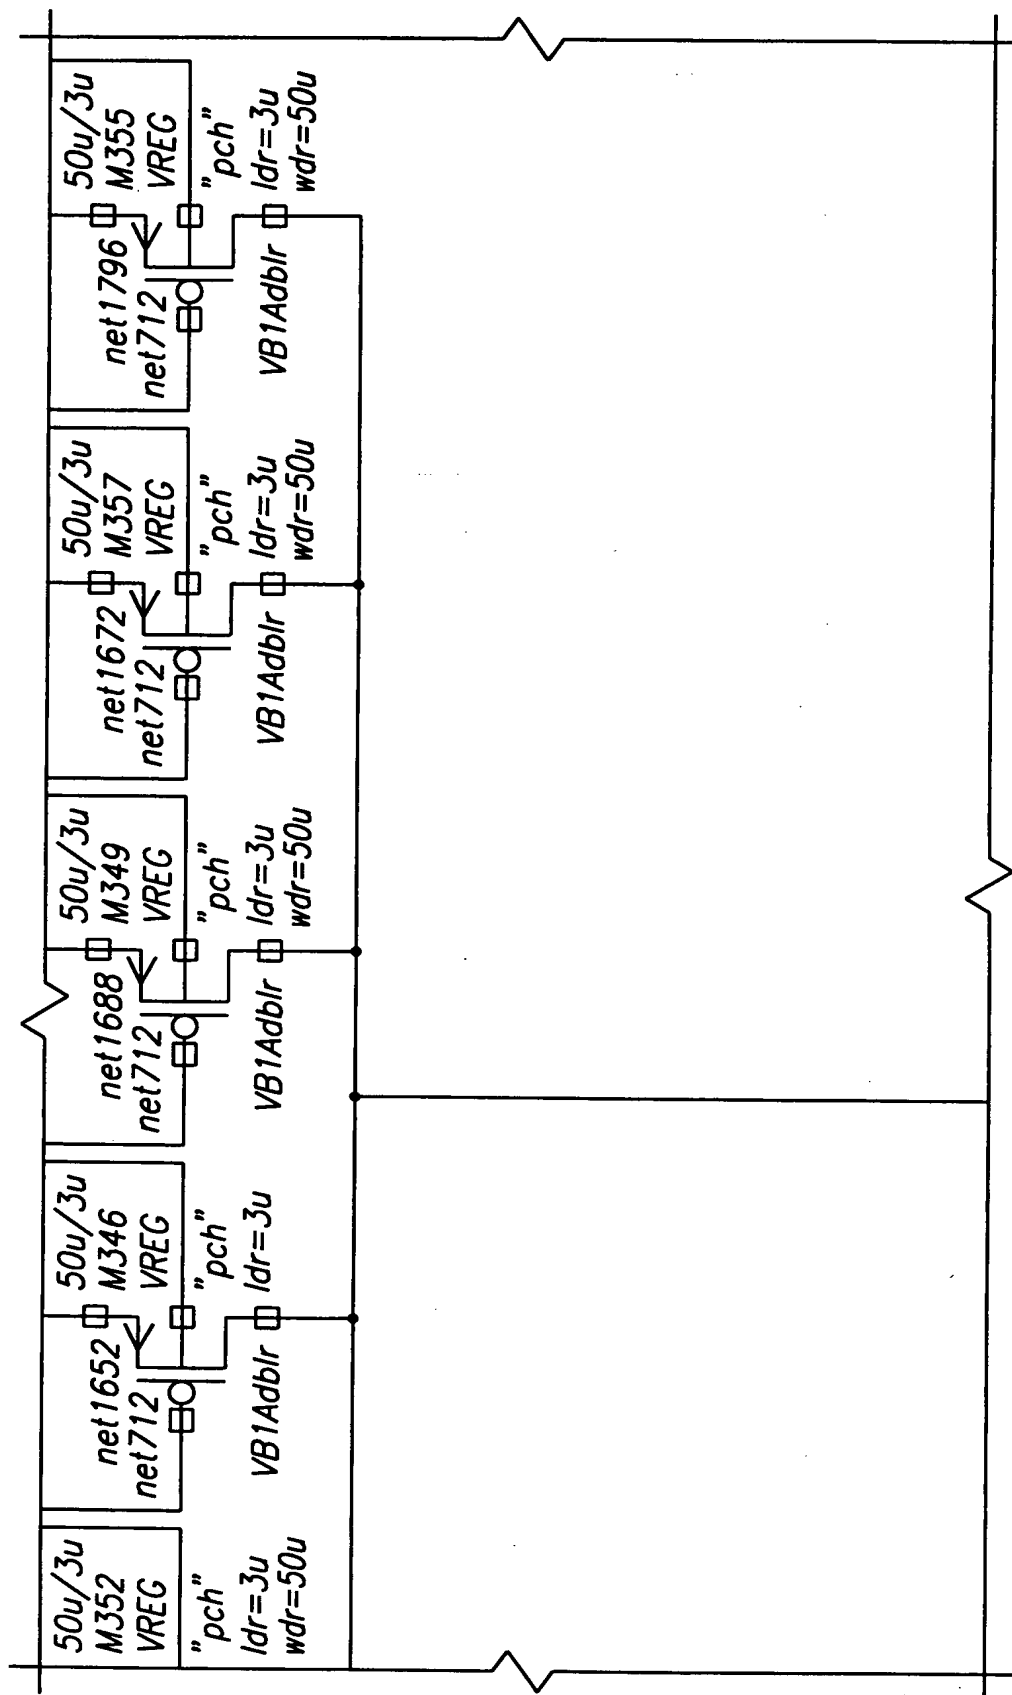 50u/3u
M352
VREG
"pch"
ldr=3u
wdr=50u
net1652
net712
50u/3u
M346
VREG
"pch"
ldr=3u
VB1Adblr
net1688
net712
50u/3u
M349
VREG
"pch"
ldr=3u
wdr=50u
VB1Adblr
net1672
net712
50u/3u
M357
VREG
"pch"
ldr=3u
wdr=50u
VB1Adblr
net1796
net712
50u/3u
M355
VREG
"pch"
ldr=3u
wdr=50u
VB1Adblr